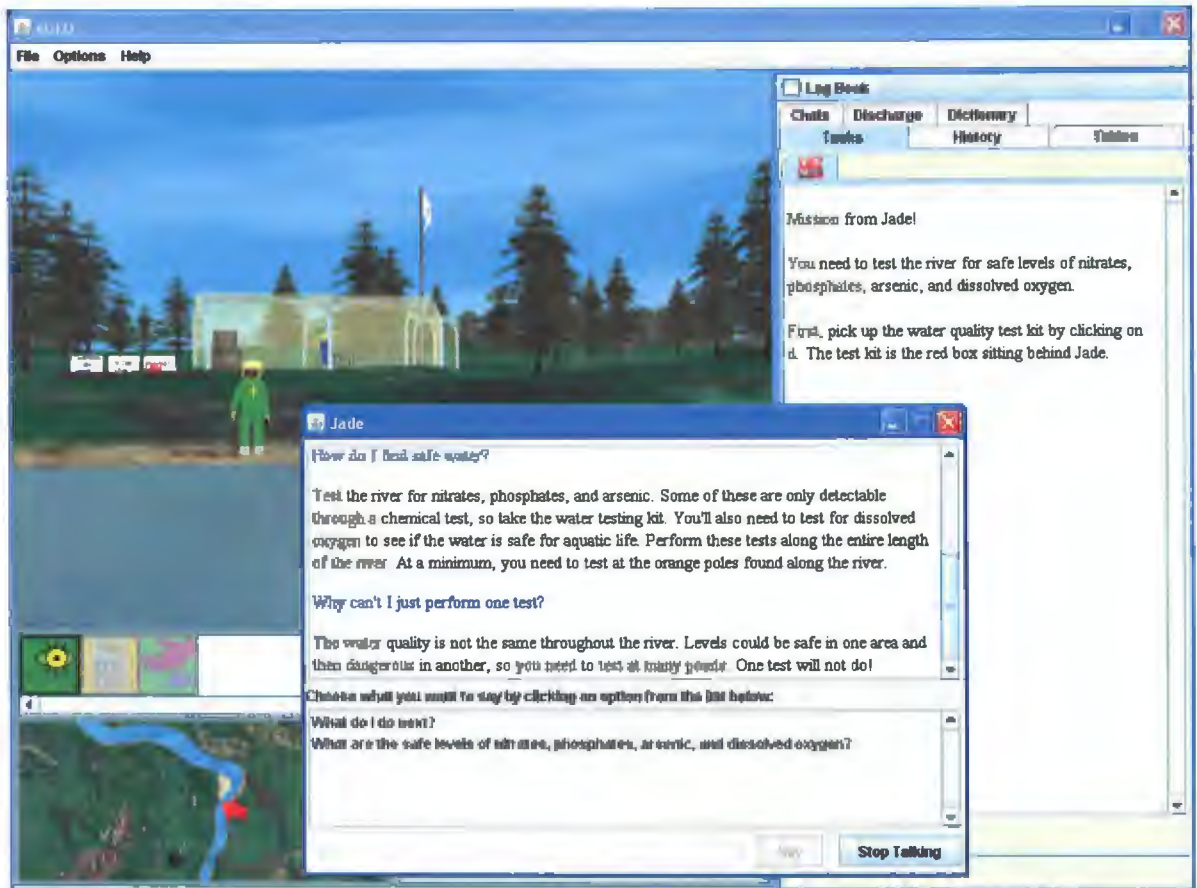 File Options Help
Log Book
Chats Discharge Dictionary
Tasks History Tables
Mission from Jade!
You need to test the river for safe levels of nitrates,
phosphates, arsenic, and dissolved oxygen.
First, pick up the water quality test kit by clicking on
it. The test kit is the red box sitting behind Jade.
Jade
How do I find safe water?
Test the river for nitrates, phosphates, and arsenic. Some of these are only detectable
through a chemical test, so take the water testing kit. You'll also need to test for dissolved
oxygen to see if the water is safe for aquatic life. Perform these tests along the entire length
of the river. At a minimum, you need to test at the orange poles found along the river.
Why can't I just perform one test?
The water quality is not the same throughout the river. Levels could be safe in one area and
then dangerous in another, so you need to test at many points. One test will not do!
Choose what you want to say by clicking an option from the list below:
What do I do next?
What are the safe levels of nitrates, phosphates, arsenic, and dissolved oxygen?
Say Stop Talking